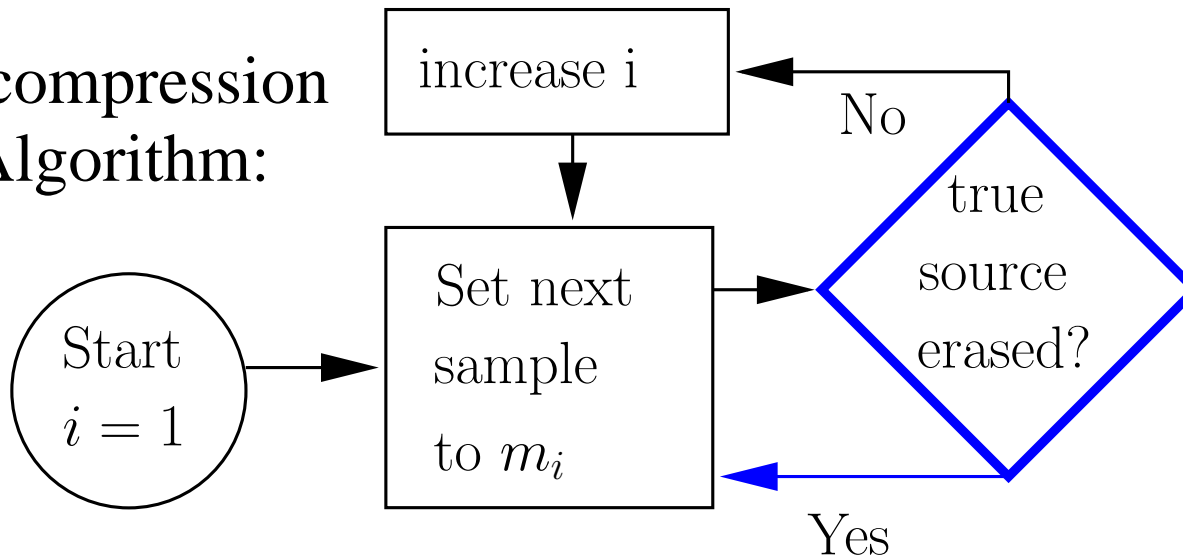 compression
Algorithm:
increase i
No
true
source
erased?
Set next
sample
to $m_i$
Start
$i = 1$
Yes